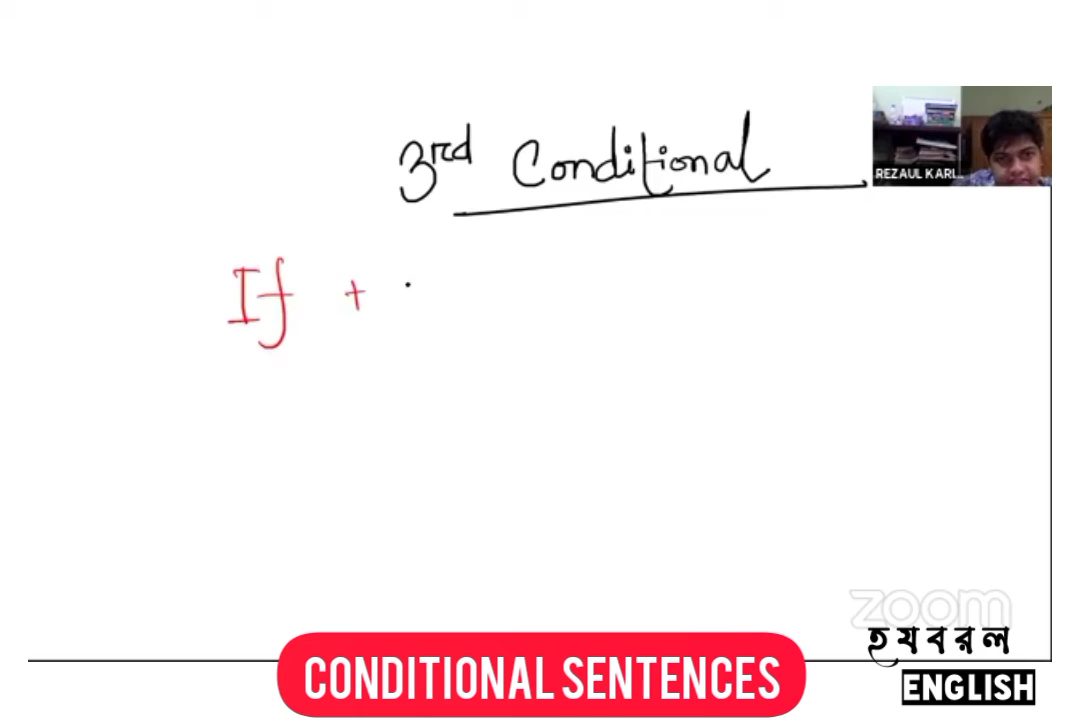 3rd Conditional
REZAUL KARI...
If +
zoom
হযবরল
ENGLISH
CONDITIONAL SENTENCES